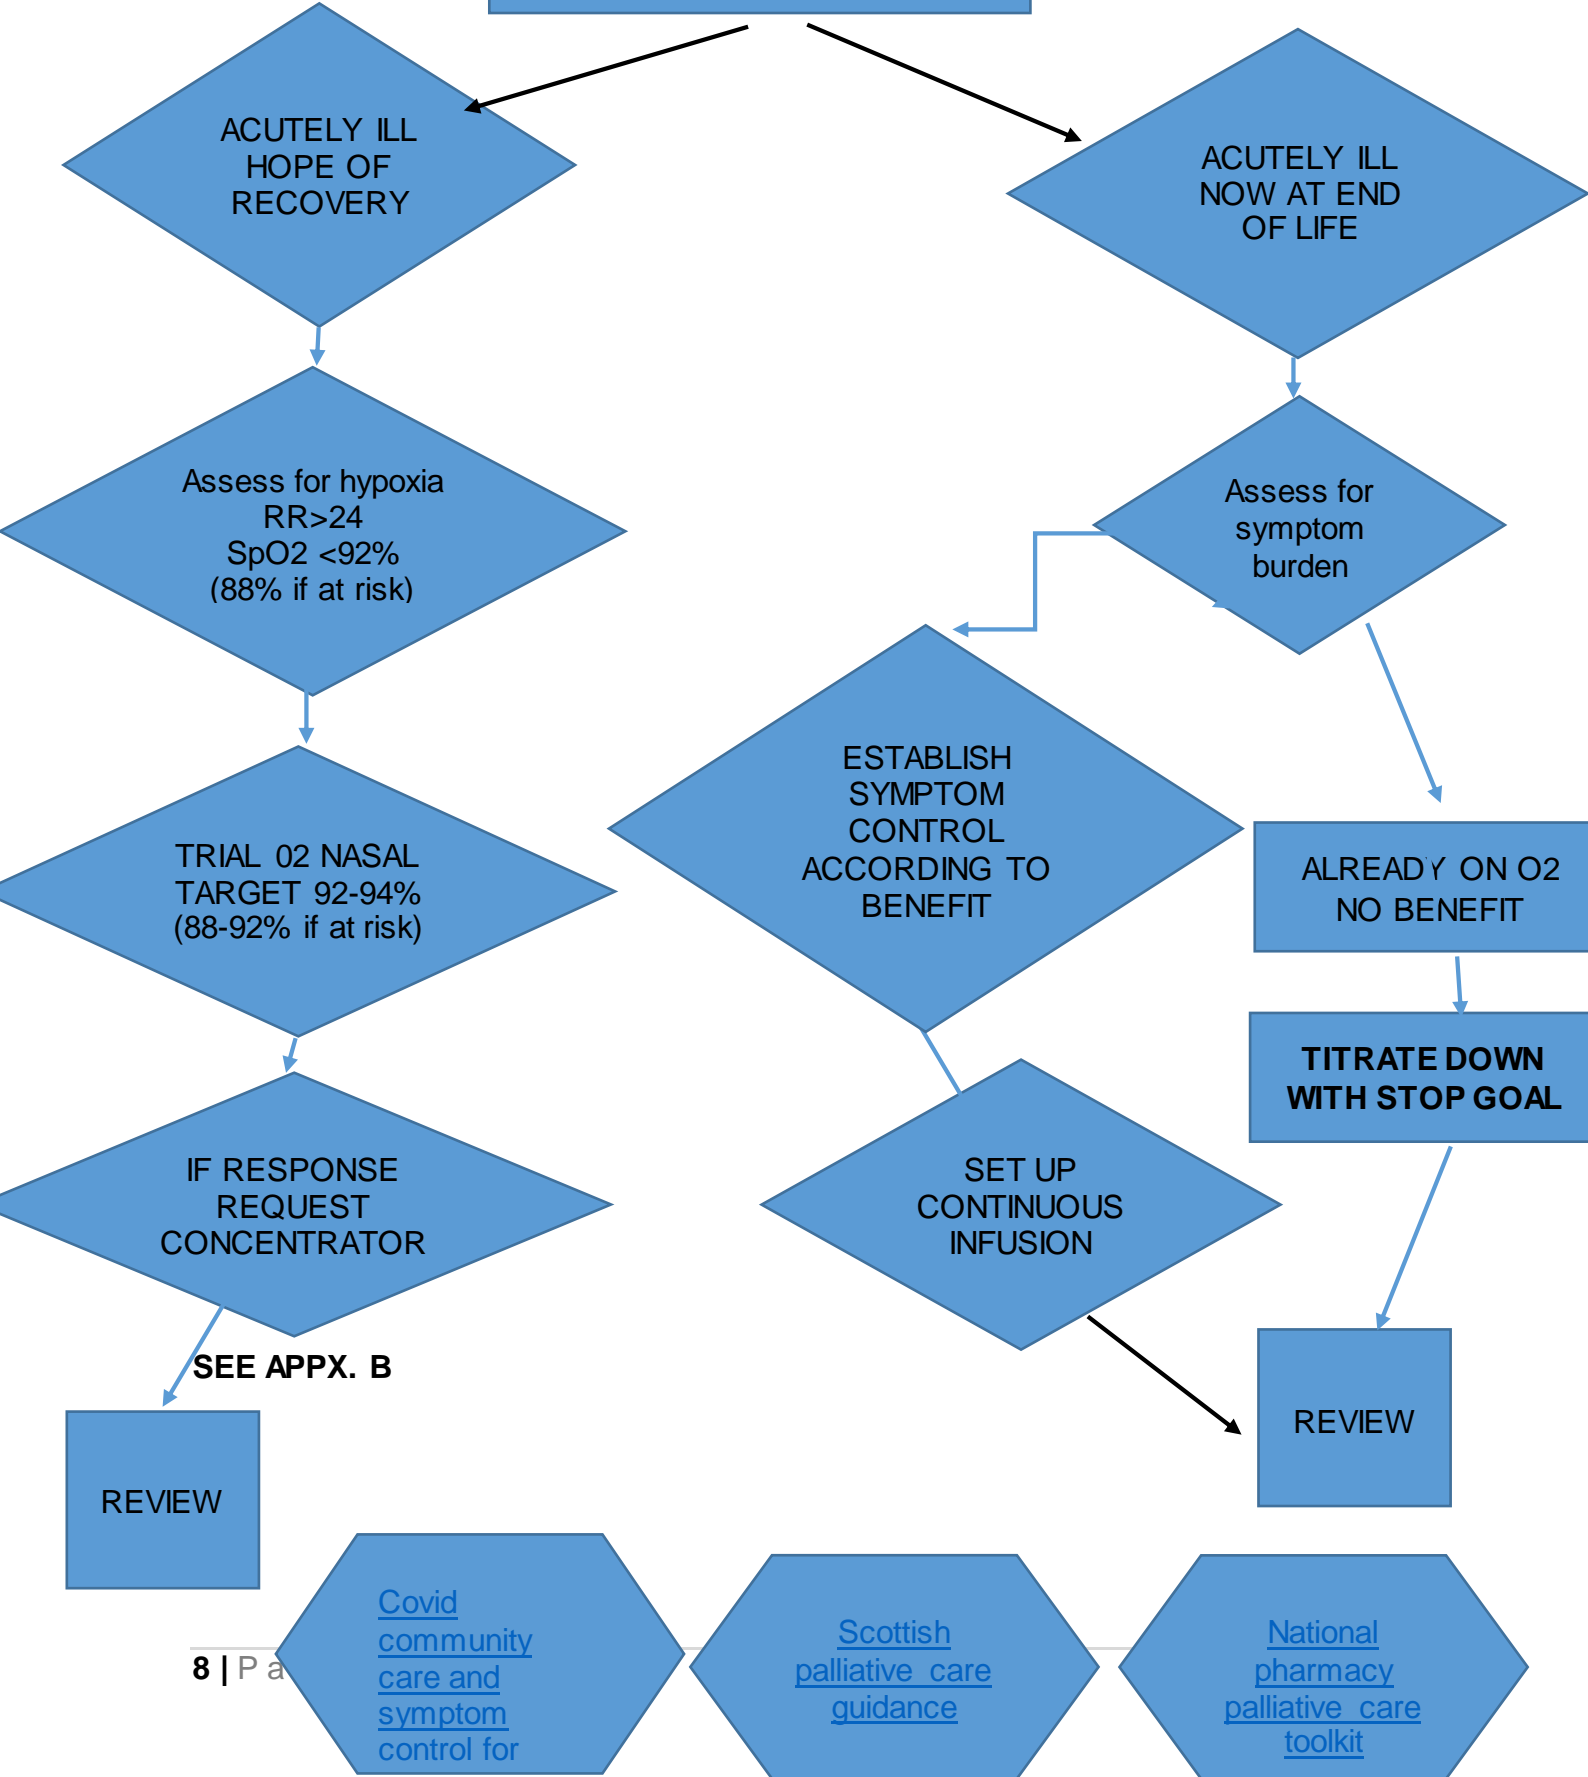 ACUTELY ILL
HOPE OF
RECOVERY
ACUTELY ILL
NOW AT END
OF LIFE
Assess for hypoxia
RR>24
SpO2 <92%
(88% if at risk)
Assess for
symptom
burden
TRIAL 02 NASAL
TARGET 92-94%
(88-92% if at risk)
ESTABLISH
SYMPTOM
CONTROL
ACCORDING TO
BENEFIT
ALREADY ON O2
NO BENEFIT
TITRATE DOWN
WITH STOP GOAL
IF RESPONSE
REQUEST
CONCENTRATOR
SET UP
CONTINUOUS
INFUSION
SEE APPX. B
REVIEW
REVIEW
Covid
community
care and
symptom
control for
Scottish
palliative care
guidance
National
pharmacy
palliative care
toolkit
8 | Pa